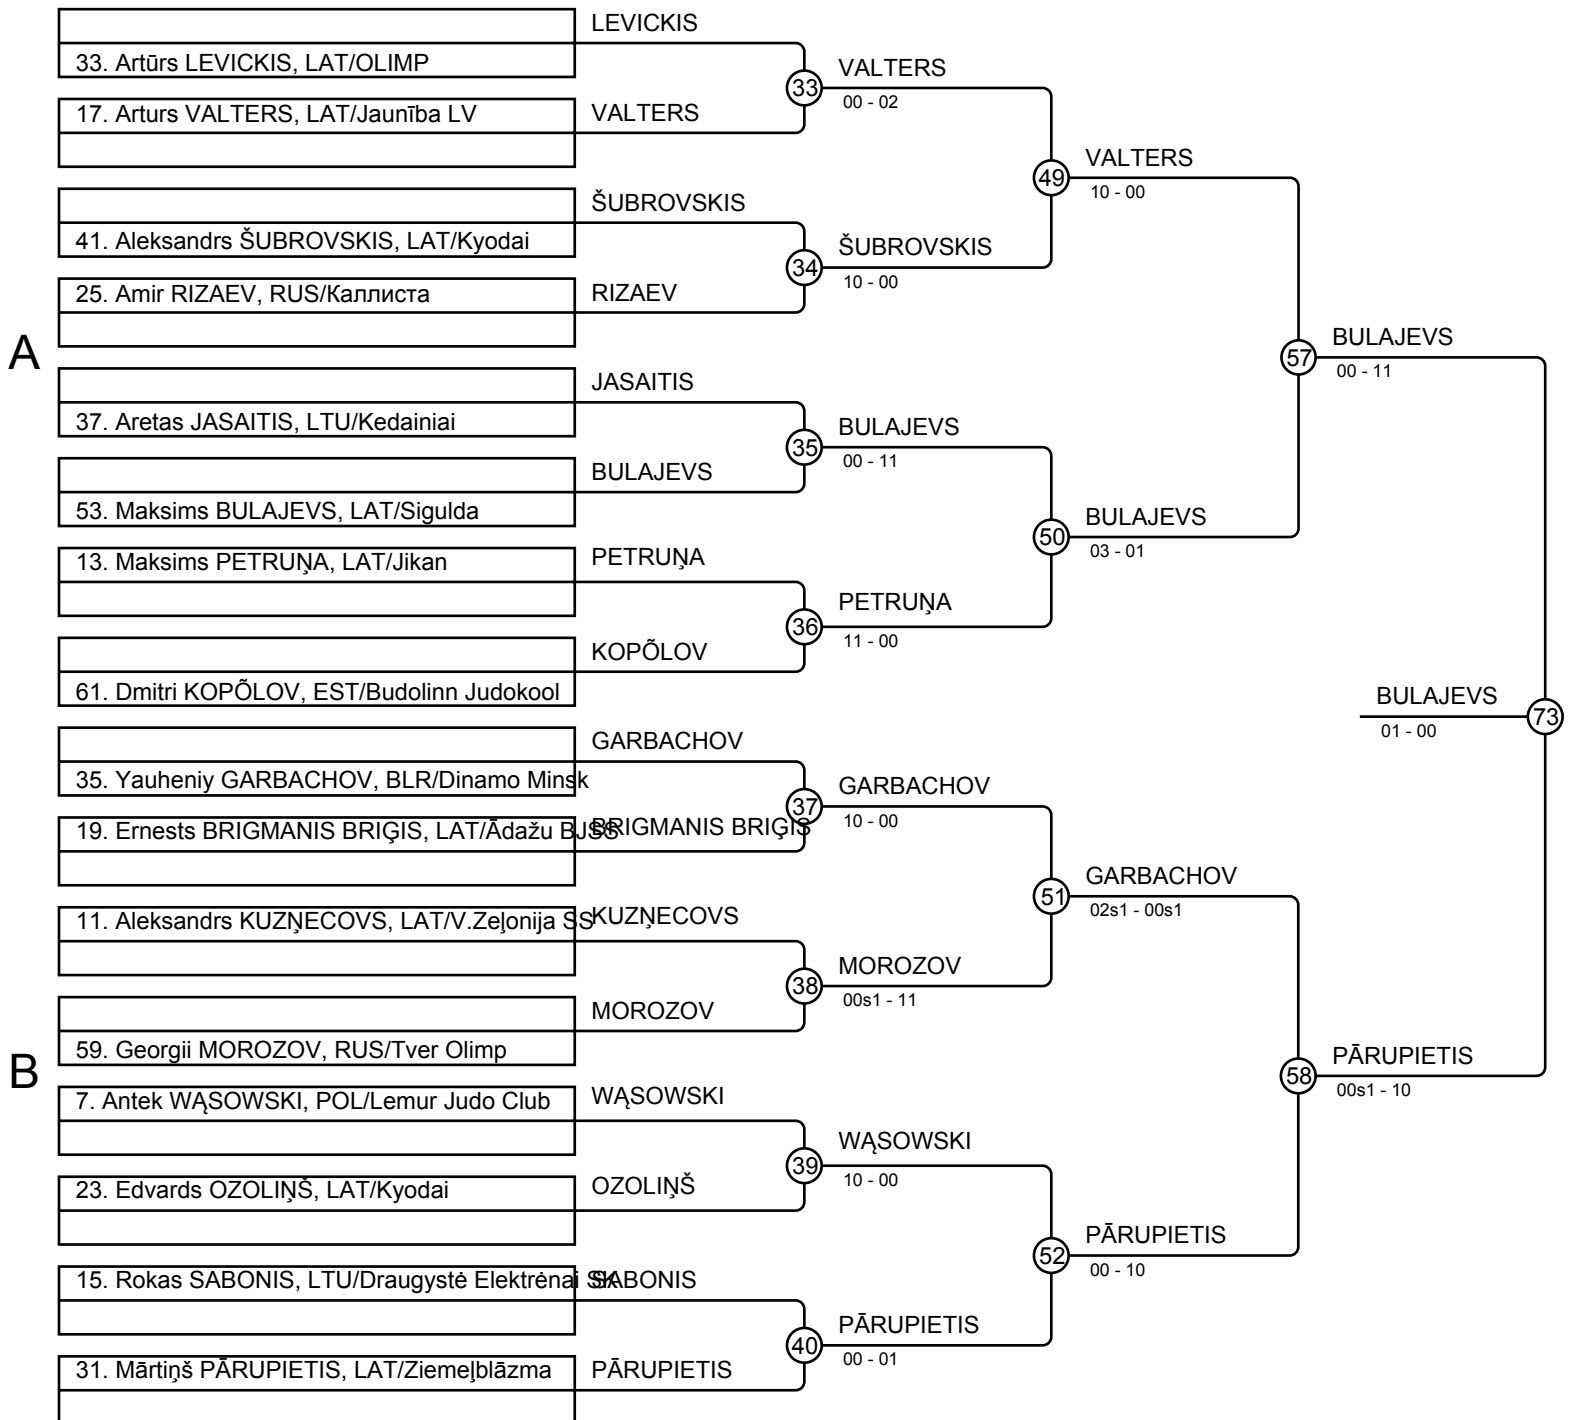 LEVICKIS
33. Artūrs LEVICKIS, LAT/OLIMP
33
VALTERS
00 - 02
17. Arturs VALTERS, LAT/Jaunība LV
VALTERS
49
VALTERS
10 - 00
ŠUBROVSKIS
41. Aleksandrs ŠUBROVSKIS, LAT/Kyodai
34
ŠUBROVSKIS
10 - 00
25. Amir RIZAEV, RUS/Каллиста
RIZAEV
A
57
BULAJEVS
00 - 11
JASAITIS
37. Aretas JASAITIS, LTU/Kedainiai
35
BULAJEVS
00 - 11
BULAJEVS
53. Maksims BULAJEVS, LAT/Sigulda
50
BULAJEVS
03 - 01
13. Maksims PETRUŅA, LAT/Jikan
PETRUŅA
36
PETRUŅA
11 - 00
KOPÕLOV
61. Dmitri KOPÕLOV, EST/Budolinn Judokool
BULAJEVS
01 - 00
73
GARBACHOV
35. Yauheniy GARBACHOV, BLR/Dinamo Minsk
37
GARBACHOV
10 - 00
19. Ernests BRIGMANIS BRIĢIS, LAT/Ādažu BJSS
BRIGMANIS BRIĢIS
51
GARBACHOV
02s1 - 00s1
11. Aleksandrs KUZŅECOVS, LAT/V.Zeļonija SS
KUZŅECOVS
38
MOROZOV
00s1 - 11
MOROZOV
59. Georgii MOROZOV, RUS/Tver Olimp
B
58
PĀRUPIETIS
00s1 - 10
7. Antek WĄSOWSKI, POL/Lemur Judo Club
WĄSOWSKI
39
WĄSOWSKI
10 - 00
23. Edvards OZOLIŅŠ, LAT/Kyodai
OZOLIŅŠ
52
PĀRUPIETIS
00 - 10
15. Rokas SABONIS, LTU/Draugystė Elektrėnai SK
SABONIS
40
PĀRUPIETIS
00 - 01
31. Mārtiņš PĀRUPIETIS, LAT/Ziemeļblāzma
PĀRUPIETIS